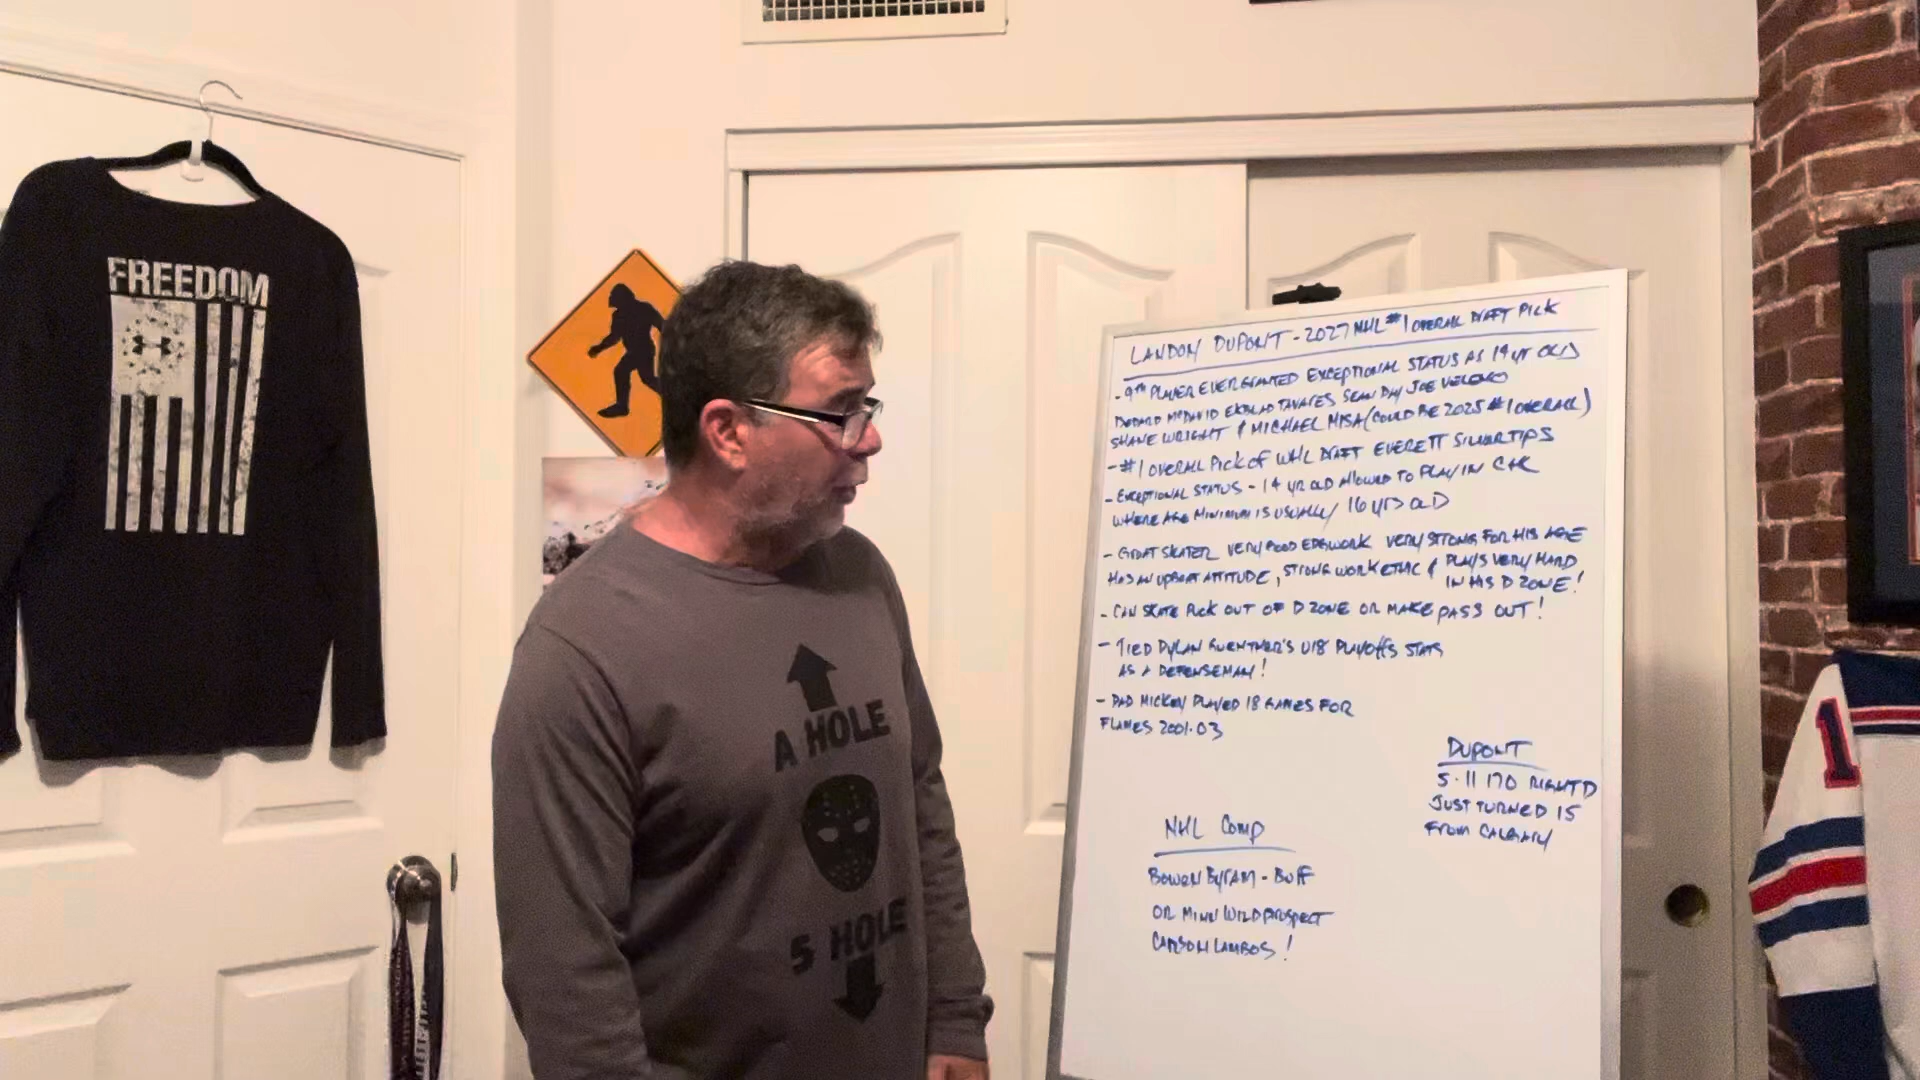 FREEDOM
A HOLE
5 HOLE
LANDON DUPONT - 2027 NHL #1 OVERALL DRAFT PICK
- 9TH PLAYER EVER GRANTED EXCEPTIONAL STATUS AS 14 YR OLD
BEDARD McDAVID EKBLAD TAVARES SEAN DAY JOE VELENO
SHANE WRIGHT & MICHAEL MISA (COULD BE 2025 #1 OVERALL)
- #1 OVERALL PICK OF WHL DRAFT EVERETT SILVERTIPS
- EXCEPTIONAL STATUS - 14 YR OLD ALLOWED TO PLAY IN CHL
WHERE AGE MINIMUM IS USUALLY 16 YRS OLD
- GREAT SKATER VERY GOOD EDGEWORK VERY STRONG FOR HIS AGE
HAS AN UPBEAT ATTITUDE, STRONG WORK ETHIC & PLAYS VERY HARD
IN HIS D ZONE!
- CAN SKATE PUCK OUT OF D ZONE OR MAKE PASS OUT!
- TIED DYLAN GUENTHER'S U18 PLAYOFFS STATS
AS A DEFENSEMAN!
- DAD MICKEY PLAYED 18 GAMES FOR
FLAMES 2001-03
DUPONT
5-11 170 RIGHT D
JUST TURNED 15
FROM CALGARY
NHL COMP
BOWEN BYRAM - BUFF
OR MINN WILD PROSPECT
CARSON LAMBOS!
1